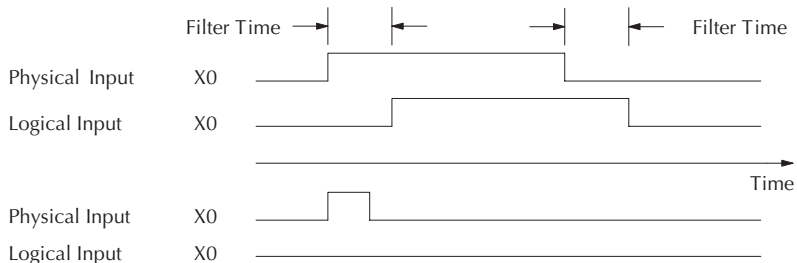 Filter Time Filter Time
Physical Input X0
Logical Input X0
Time
Physical Input X0
Logical Input X0